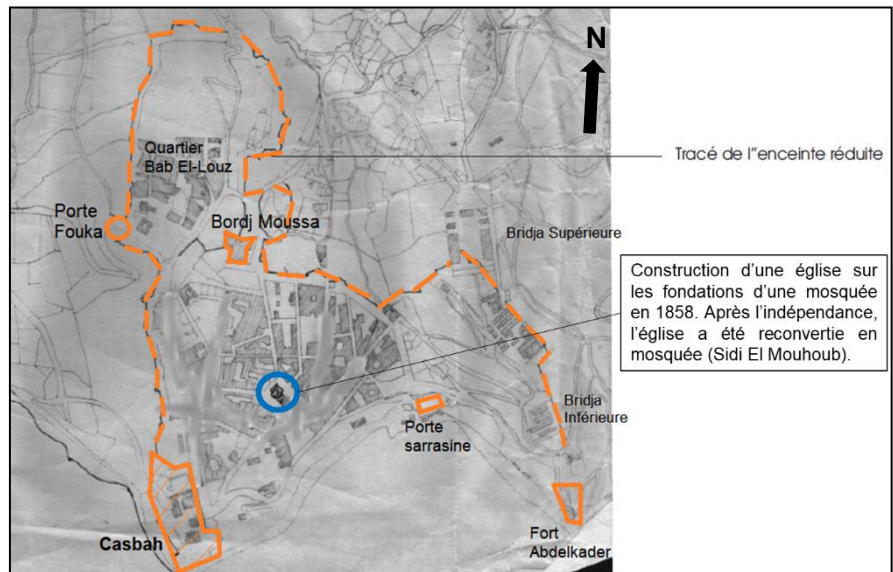 N
Quartier
Bab El-Louz
Tracé de l"enceinte réduite
Porte
Fouka
Bordj Moussa
Bridja Supérieure
Construction d'une église sur
les fondations d'une mosquée
en 1858. Après l'indépendance,
l'église a été reconvertie en
mosquée (Sidi El Mouhoub).
Bridja
Inférieure
Porte
sarrasine
Casbah
Fort
Abdelkader